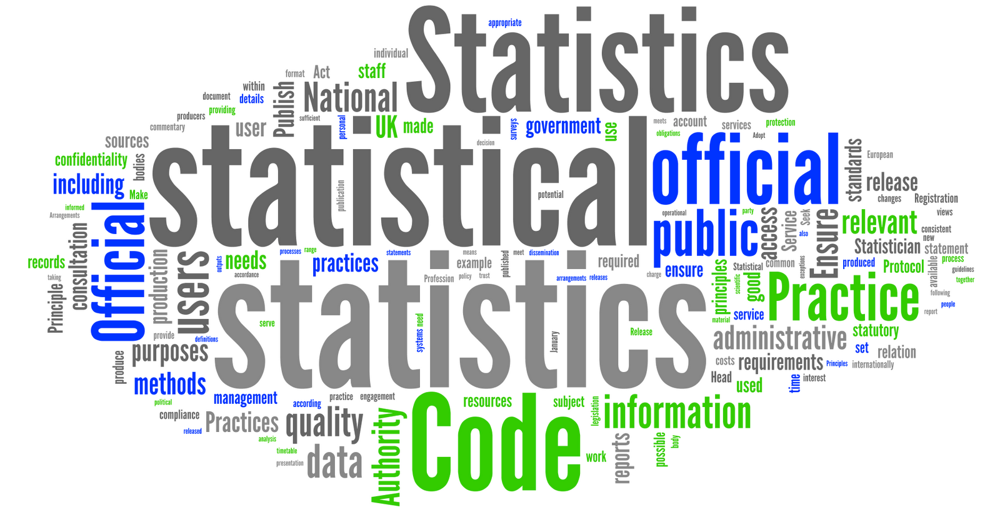 Statistics
appropriate
individual
staff
Act
format
National
Publish
within
details
document
providing
producers
commentary
user
sufficient
personal
UK
made
surveys
government
use
decision
meets
account
obligations
services
Adopt
protection
sources
confidentiality
bodies
including
Make
informed
Arrangements
statistical
publication
potential
official
standards
European
release
changes
Registration
views
operational
public
party
access
Service
Seek
also
Ensure
relevant
consistent
new
Statistician
statement
Official
consultation
records
taking
Principle
production
users
outputs
needs
accordance
processes
range
practices
statements
means
example
Profession
policy
trust
published
meet
dissemination
arrangements
releases
required
charge
ensure
principles
Statistical
scientific
good
common
exceptions
produced
Protocol
available
process
guidelines
together
following
people
report
Practice
statistics
serve
systems
need
January
Release
material
service
administrative
statutory
set
relation
provide
definitions
purposes
produce
methods
costs
requirements
Principles
internationally
Head
used
time
interest
political
management
according
practice
engagement
compliance
released
Practices
quality
analysis
timetable
presentation
data
Authority
Code
resources
subject
legislation
information
work
reports
possible
body